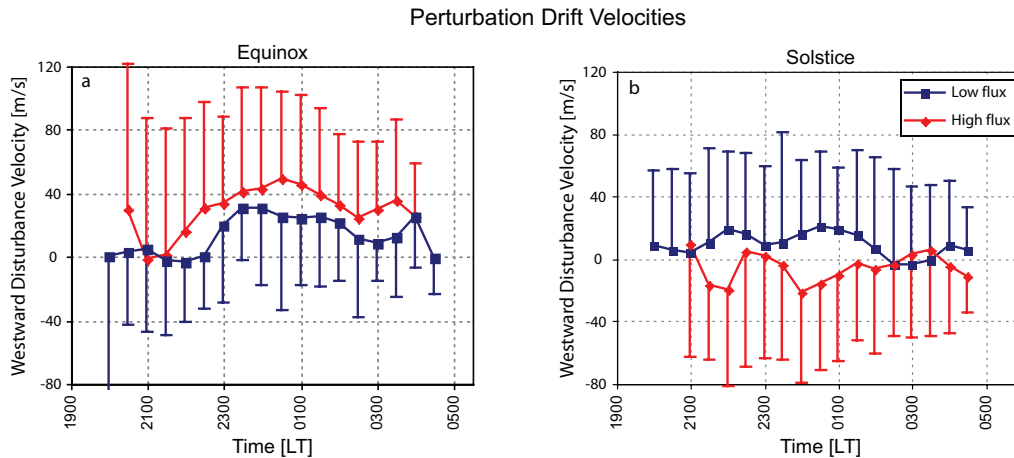 Perturbation Drift Velocities
Equinox
a
Westward Disturbance Velocity [m/s]
120
80
40
0
-40
-80
1900
2100
2300
0100
0300
0500
Time [LT]
Solstice
b
Low flux
High flux
Westward Disturbance Velocity [m/s]
120
80
40
0
-40
-80
1900
2100
2300
0100
0300
0500
Time [LT]